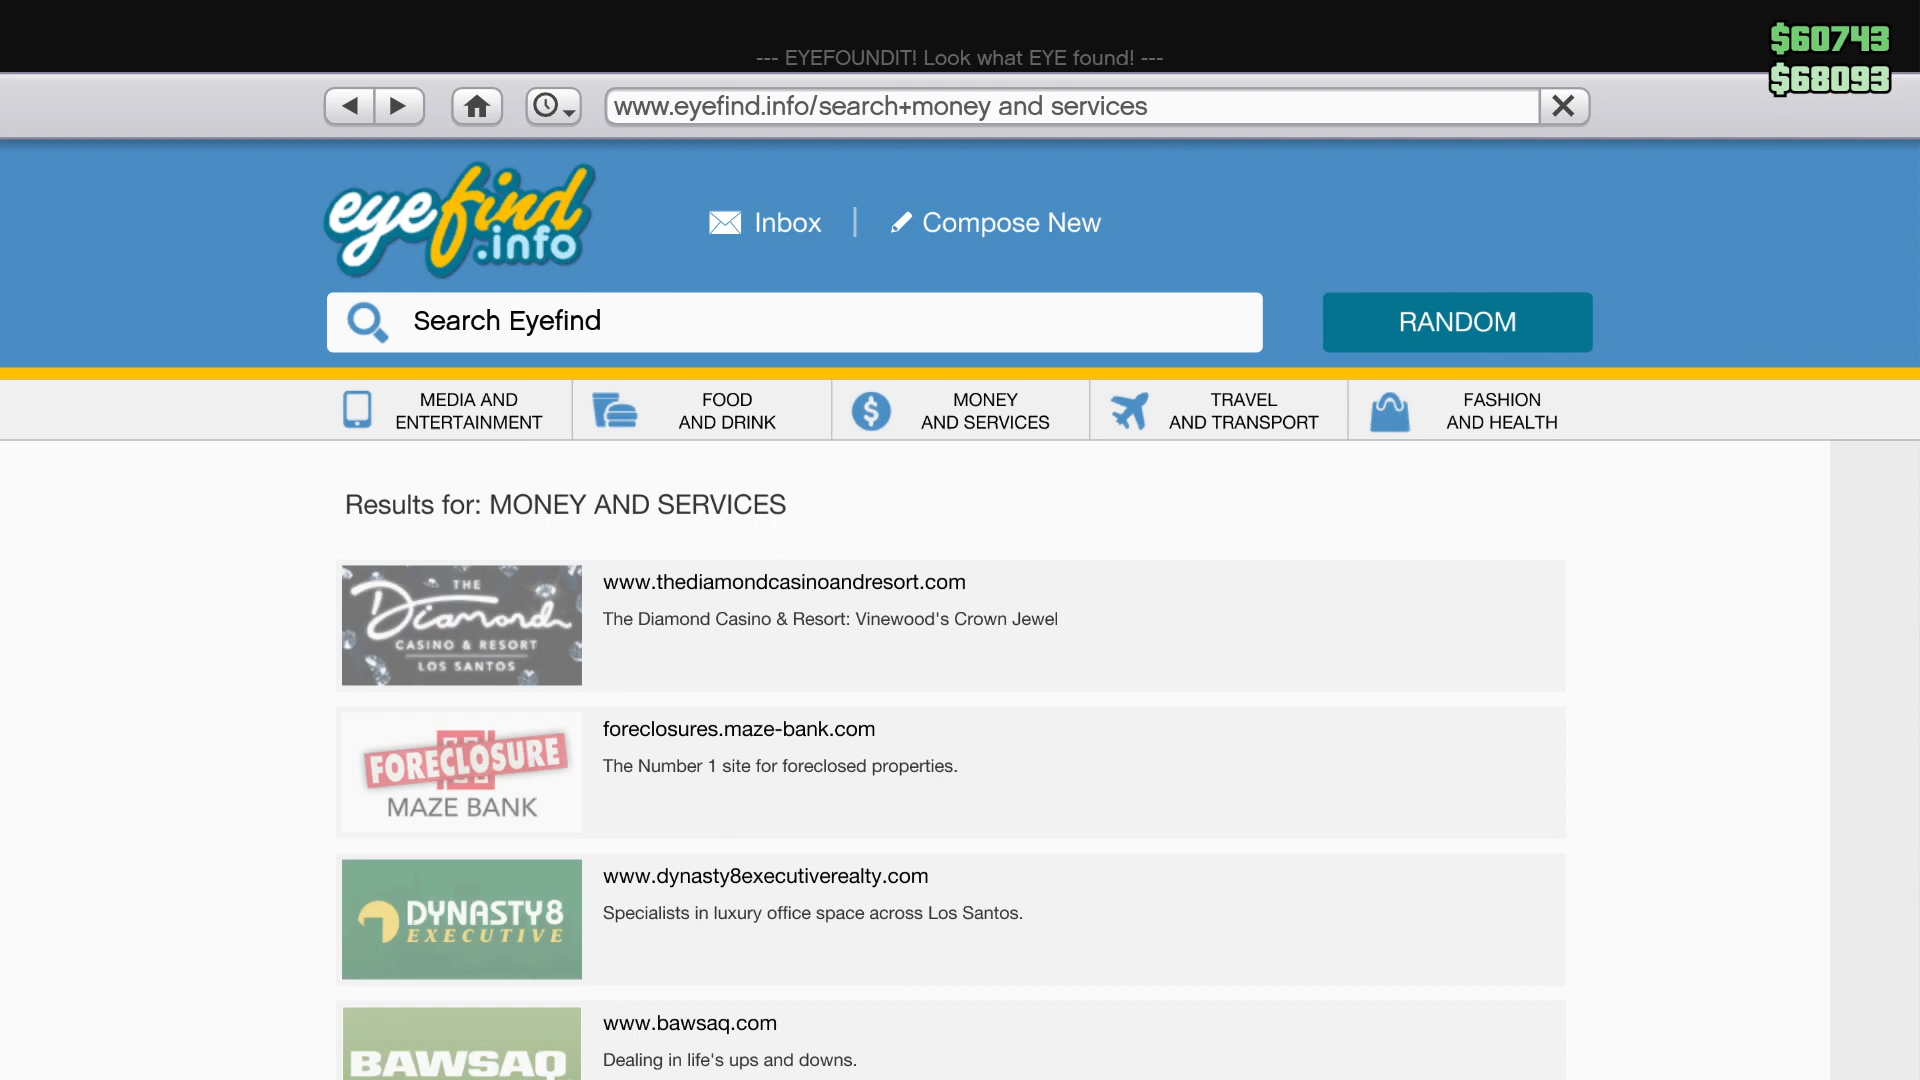 $60743
--- EYEFOUNDIT! Look what EYE found! ---
$68093
www.eyefind.info/search+money and services
eyefind
.info
Inbox
Compose New
Search Eyefind
RANDOM
MEDIA AND
ENTERTAINMENT
FOOD
AND DRINK
MONEY
AND SERVICES
TRAVEL
AND TRANSPORT
FASHION
AND HEALTH
Results for: MONEY AND SERVICES
THE
Diamond
CASINO & RESORT
LOS SANTOS
www.thediamondcasinoandresort.com
The Diamond Casino & Resort: Vinewood's Crown Jewel
FORECLOSURE
MAZE BANK
foreclosures.maze-bank.com
The Number 1 site for foreclosed properties.
DYNASTY8
EXECUTIVE
www.dynasty8executiverealty.com
Specialists in luxury office space across Los Santos.
BAWSAQ
www.bawsaq.com
Dealing in life's ups and downs.